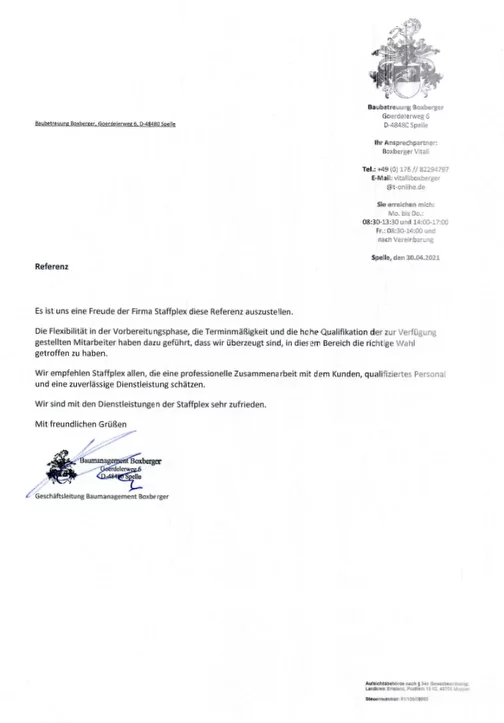 Baubetreuung Boxberger
Goerdelerweg 6
D-48480 Spelle
Baubetreuung Boxberger, Goerdelerweg 6, D-48480 Spelle
Ihr Ansprechpartner:
Boxberger Vitali
Tel.: +49 (0) 176 // 82294797
E-Mail: vitaliboxberger
@t-online.de
Sie erreichen mich:
Mo. bis Do.:
08:30-13:30 und 14:00-17:00
Fr.: 08:30-14:00 und
nach Vereinbarung
Spelle, den 30.04.2021
Referenz
Es ist uns eine Freude der Firma Staffplex diese Referenz auszustellen.
Die Flexibilität in der Vorbereitungsphase, die Terminmäßigkeit und die hohe Qualifikation der zur Verfügung
gestellten Mitarbeiter haben dazu geführt, dass wir überzeugt sind, in diesem Bereich die richtige Wahl
getroffen zu haben.
Wir empfehlen Staffplex allen, die eine professionelle Zusammenarbeit mit dem Kunden, qualifiziertes Personal
und eine zuverlässige Dienstleistung schätzen.
Wir sind mit den Dienstleistungen der Staffplex sehr zufrieden.
Mit freundlichen Grüßen
Baumanagement Boxberger
Goerdelerweg 6
D-48480 Spelle
Geschäftsleitung Baumanagement Boxberger
Aufsichtsbehörde nach § 34c Gewerbeordnung:
Landkreis Emsland,
Steuernummer: